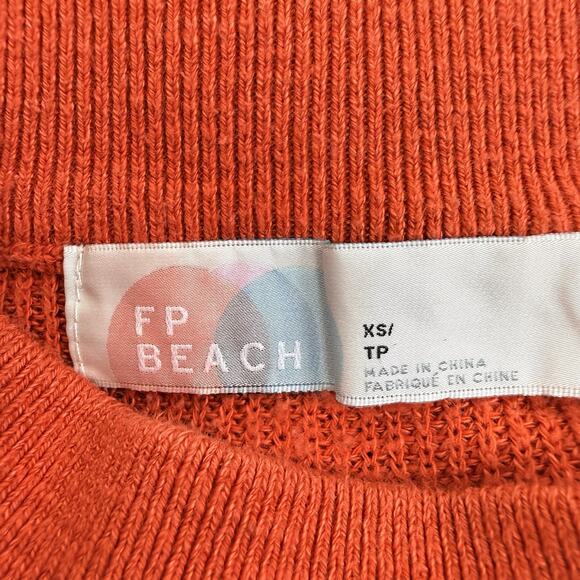 FP
BEACH
XS/
TP
MADE IN CHINA
FABRIQUÉ EN CHINE